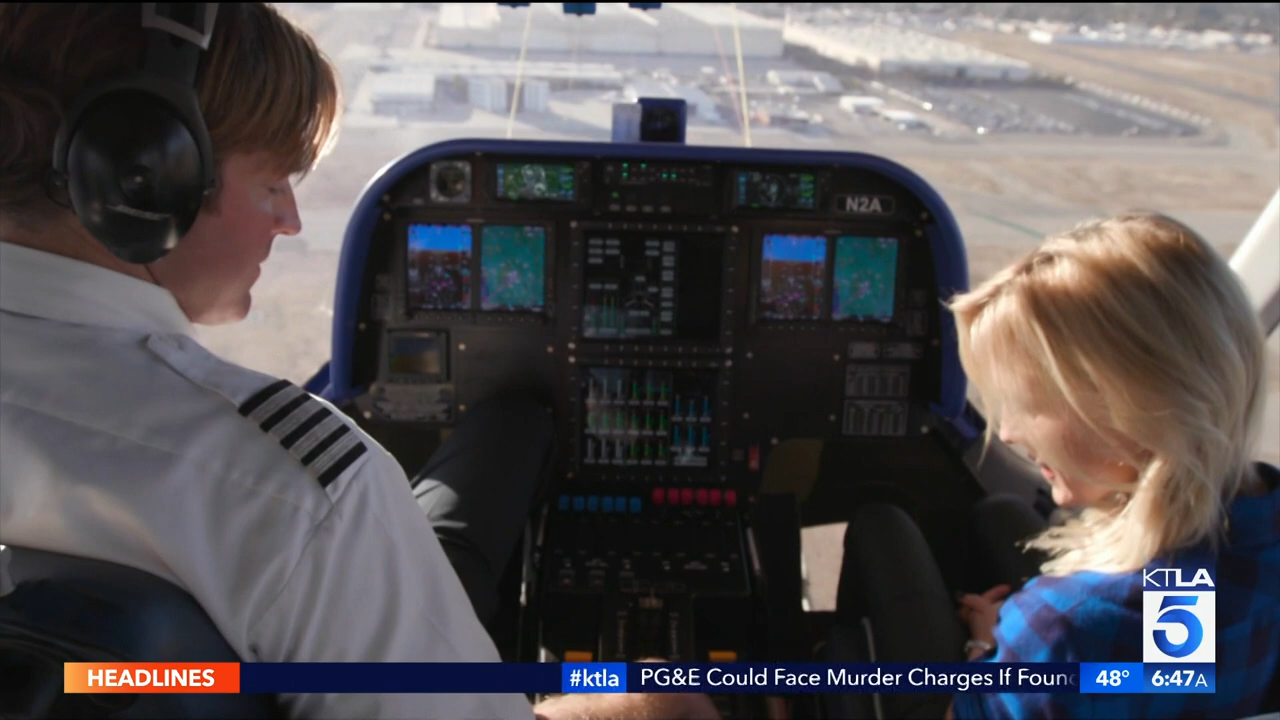 N2A
KTLA
5
HEADLINES
#ktla
PG&E Could Face Murder Charges If Foun
48°
6:47A